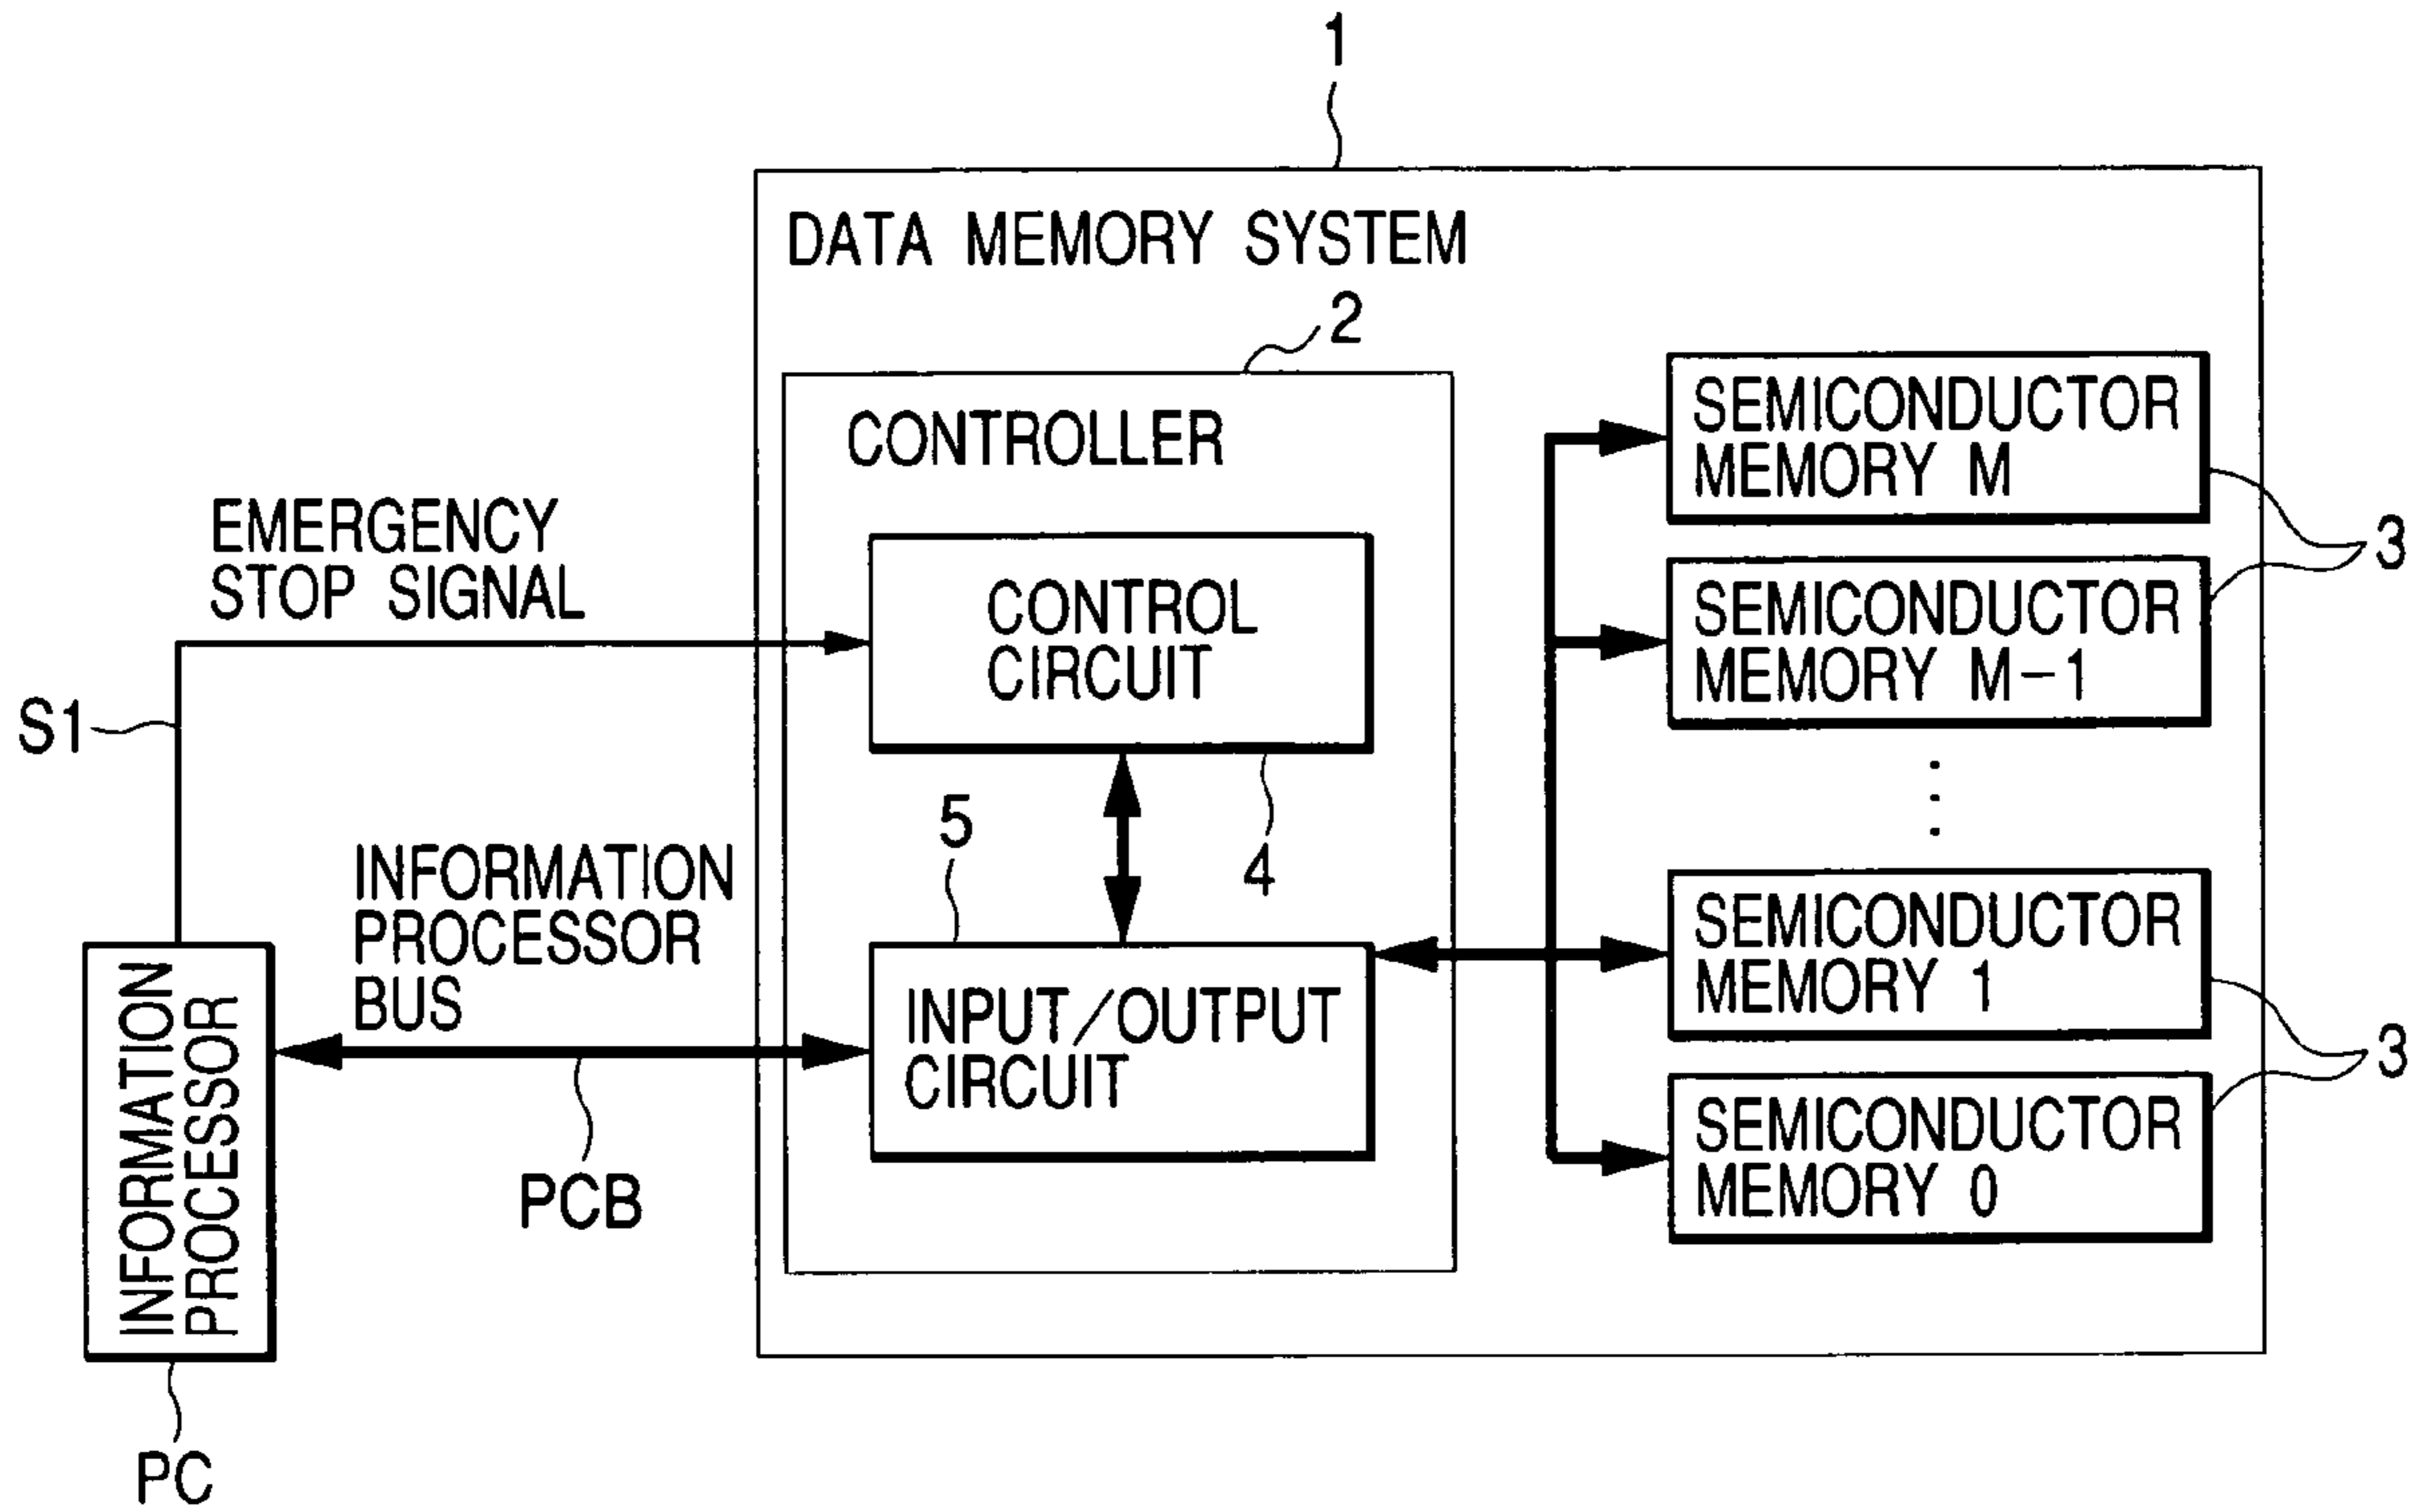 1
DATA MEMORY SYSTEM
2
CONTROLLER
SEMICONDUCTOR
MEMORY M
EMERGENCY
STOP SIGNAL
CONTROL
CIRCUIT
3
SEMICONDUCTOR
MEMORY M-1
S1
5
4
INFORMATION
PROCESSOR
BUS
SEMICONDUCTOR
MEMORY 1
INFORMATION
PROCESSOR
INPUT/OUTPUT
CIRCUIT
3
SEMICONDUCTOR
MEMORY 0
PCB
PC